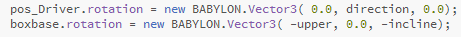 pos_Driver.rotation = new BABYLON.Vector3( 0.0, direction, 0.0);
boxbase.rotation = new BABYLON.Vector3( -upper, 0.0, -incline);